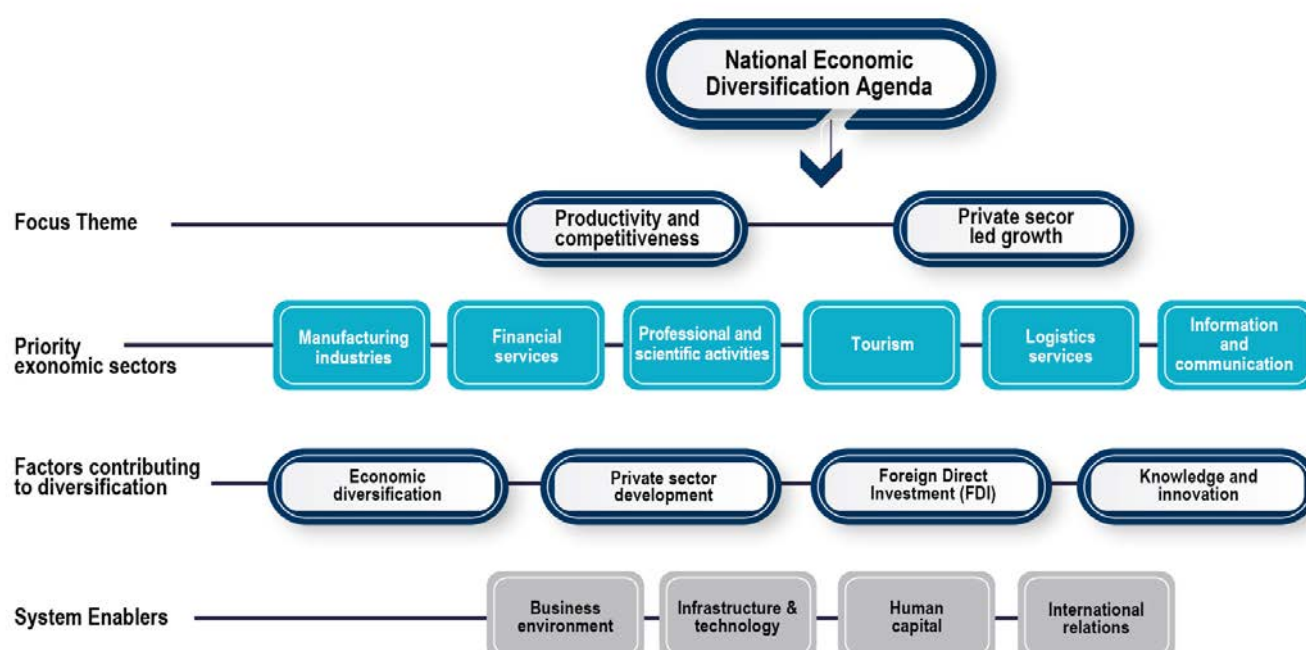 National Economic
Diversification Agenda
Focus Theme
Productivity and
competitiveness
Private secor
led growth
Priority
exonomic sectors
Manufacturing
industries
Financial
services
Professional and
scientific activities
Tourism
Logistics
services
Information
and
communication
Factors contributing
to diversification
Economic
diversification
Private sector
development
Foreign Direct
Investment (FDI)
Knowledge and
innovation
System Enablers
Business
environment
Infrastructure &
technology
Human
capital
International
relations